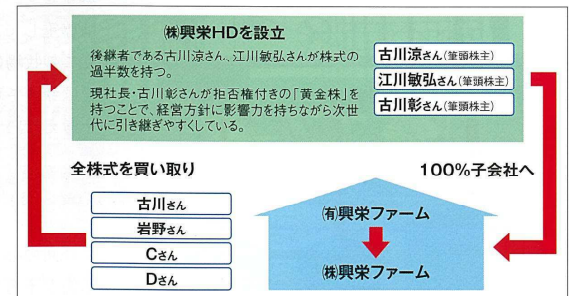 ㈱興栄HDを設立
後継者である古川涼さん、江川敏弘さんが株式の
過半数を持つ。
現社長・古川彰さんが拒否権付きの「黄金株」を
持つことで、経営方針に影響力を持ちながら次世
代に引き継ぎやすくしている。
古川涼さん(筆頭株主)
江川敏弘さん(筆頭株主)
古川彰さん(筆頭株主)
全株式を買い取り
100%子会社へ
古川さん
岩野さん
Cさん
Dさん
㈲興栄ファーム
㈱興栄ファーム